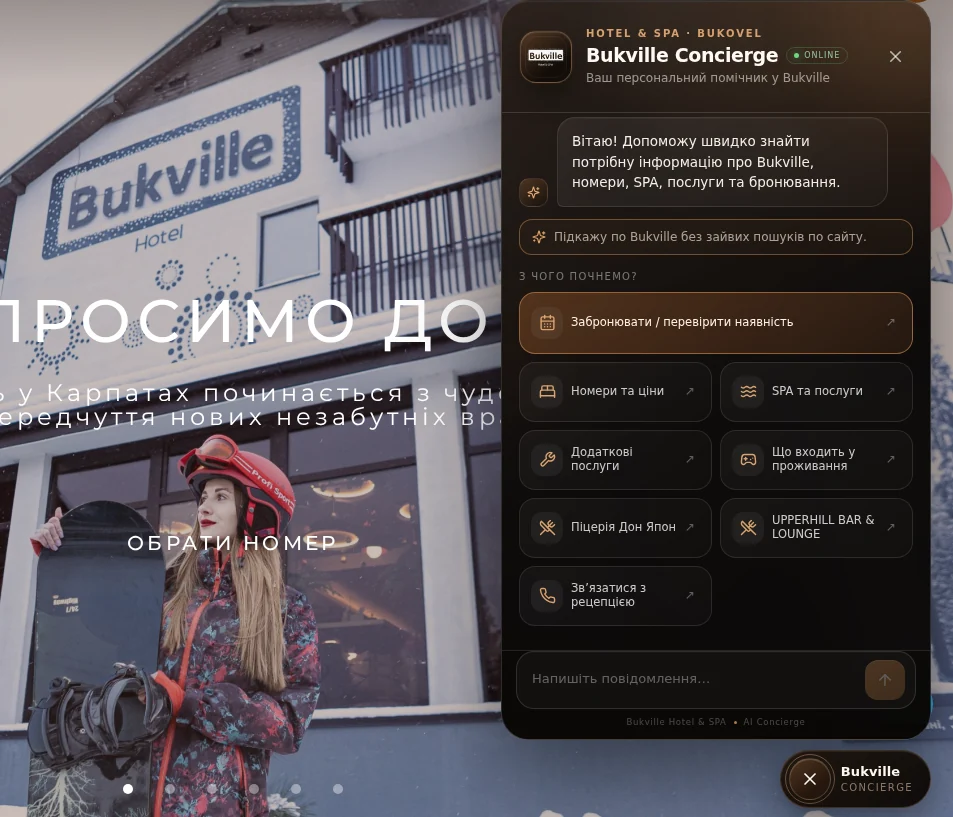 Bukville
Hotel
ПРОСИМО ДО
у Карпатах починається з
ередчуття нових незабутніх
ОБРАТИ НОМЕР
Profi Sport
Bukville
HOTEL & SPA · BUKOVEL
Bukville Concierge
ONLINE
Ваш персональний помічник у Bukville
Вітаю! Допоможу швидко знайти
потрібну інформацію про Bukville,
номери, SPA, послуги та бронювання.
Підкажу по Bukville без зайвих пошуків по сайту.
З ЧОГО ПОЧНЕМО?
Забронювати / перевірити наявність
Номери та ціни
SPA та послуги
Додаткові
послуги
Що входить у
проживання
Піцерія Дон Япон
UPPERHILL BAR &
LOUNGE
Зв’язатися з
рецепцією
Напишіть повідомлення...
Bukville Hotel & SPA • AI Concierge
Bukville
CONCIERGE